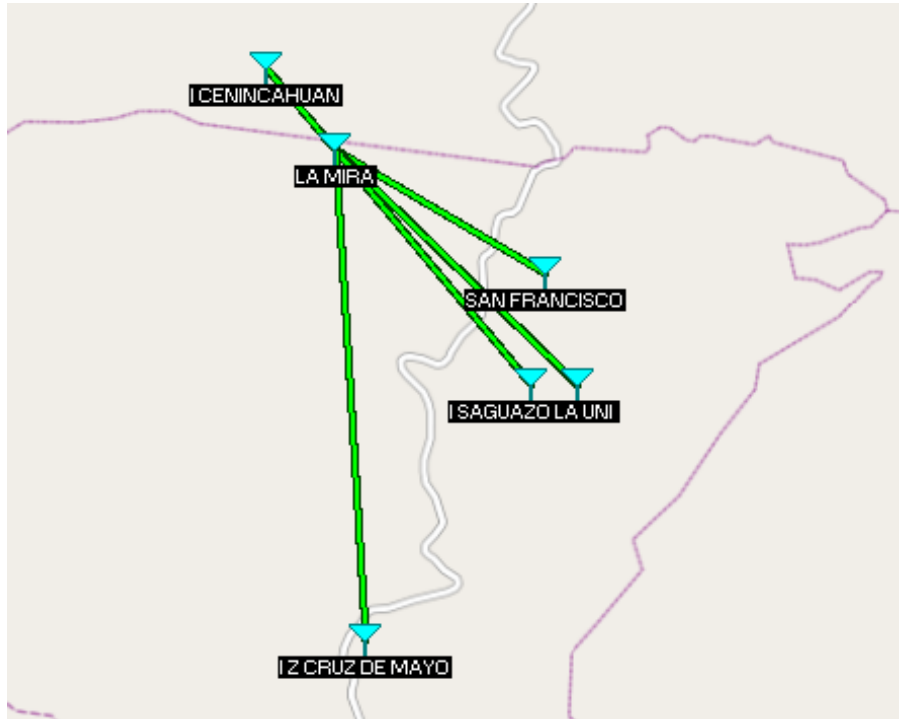 I CENINCAHUAN
LA MIRA
SAN FRANCISCO
I SAGUAZO LA UNI
I Z CRUZ DE MAYO